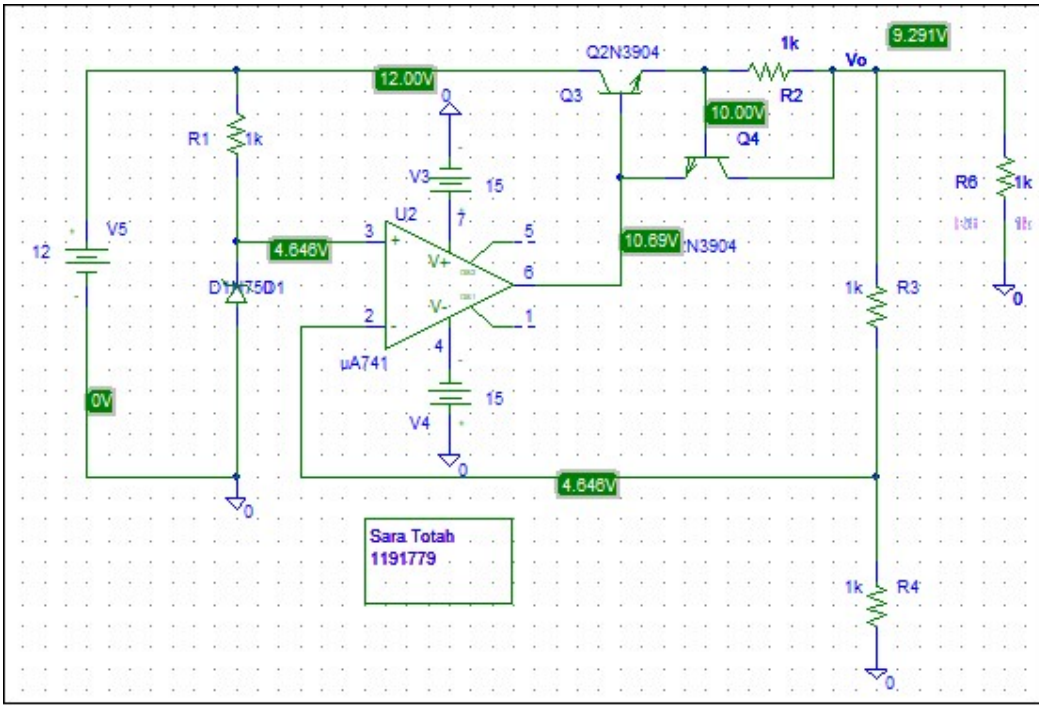 Q2N3904
1k
Vo
9.291V
12.00V
Q3
R2
0
R1
1k
10.00V
Q4
V3
15
R6
1k
U2
7
V5
12
3
+
5
4.646V
V+
6
10.69V
2N3904
V-
1k
R3
2
-
1
0
4
µA741
15
0V
V4
0
4.646V
0
Sara Totah
1191779
1k
R4
0